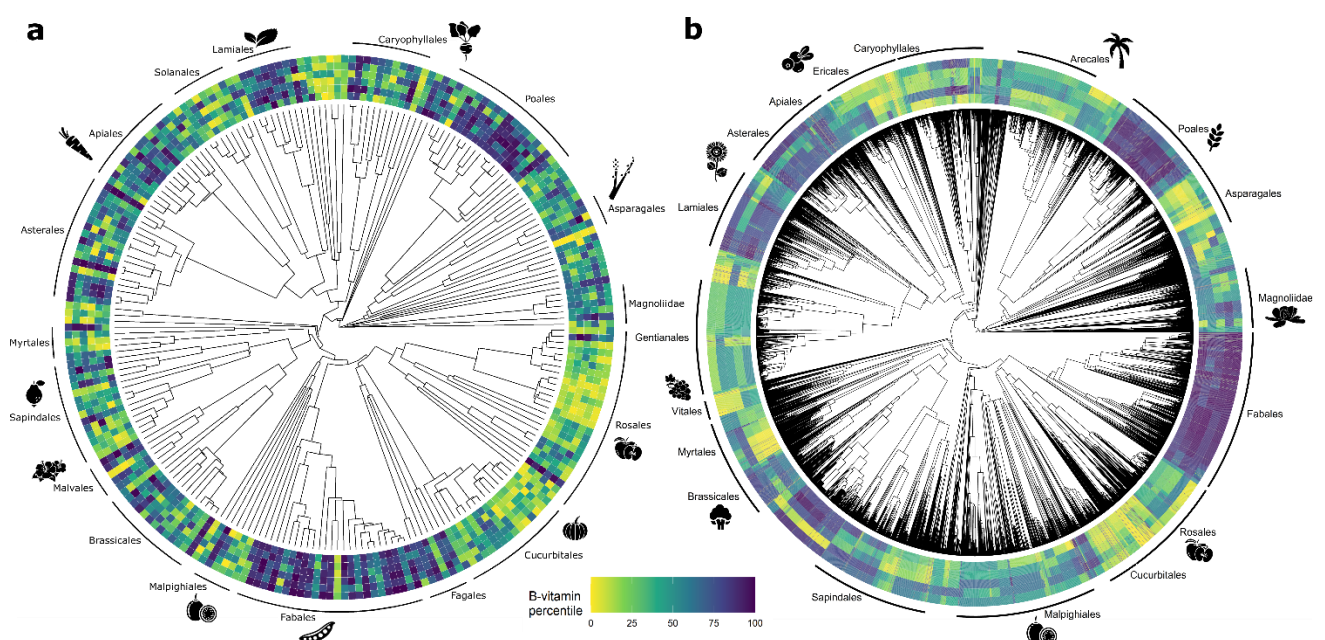 a
Lamiales
Caryophyllales
Solanales
Poales
Apiales
Asparagales
Asterales
Magnoliidae
Myrtales
Gentianales
Sapindales
Rosales
Malvales
Brassicales
Cucurbitales
Malpighiales
Fagales
Fabales
B-vitamin
percentile
0 25 50 75 100
b
Caryophyllales
Arecales
Ericales
Apiales
Poales
Asterales
Asparagales
Lamiales
Magnoliidae
Vitales
Fabales
Myrtales
Brassicales
Rosales
Cucurbitales
Sapindales
Malpighiales